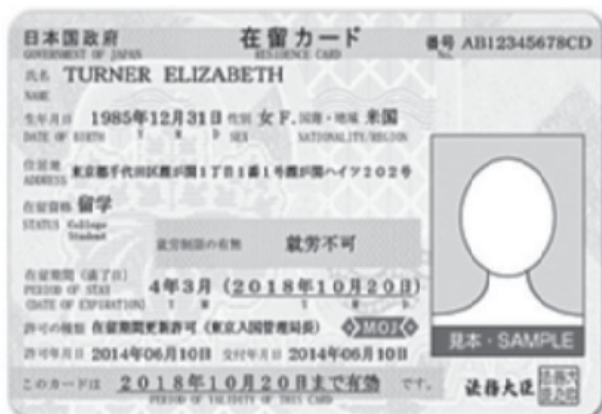 日本国政府 在留カード 番号 AB12345678CD
GOVERNMENT OF JAPAN RESIDENCE CARD No.
氏名 TURNER ELIZABETH
NAME
生年月日 1985年12月31日 性別 女 F. 国籍・地域 米国
DATE OF BIRTH Y M D SEX NATIONALITY/REGION
住居地 東京都千代田区霞が関1丁目1番1号霞が関ハイツ202号
ADDRESS
在留資格 留学
STATUS College
Student
就労制限の有無 就労不可
在留期間(満了日)
PERIOD OF STAY 4年3月(2018年10月20日)
(DATE OF EXPIRATION) Y M Y M D
許可の種類 在留期間更新許可(東京入国管理局長) MOJ
見本・SAMPLE
許可年月日 2014年06月10日 交付年月日 2014年06月10日
このカードは 2018年10月20日まで有効 です。
PERIOD OF VALIDITY OF THIS CARD
法務大臣